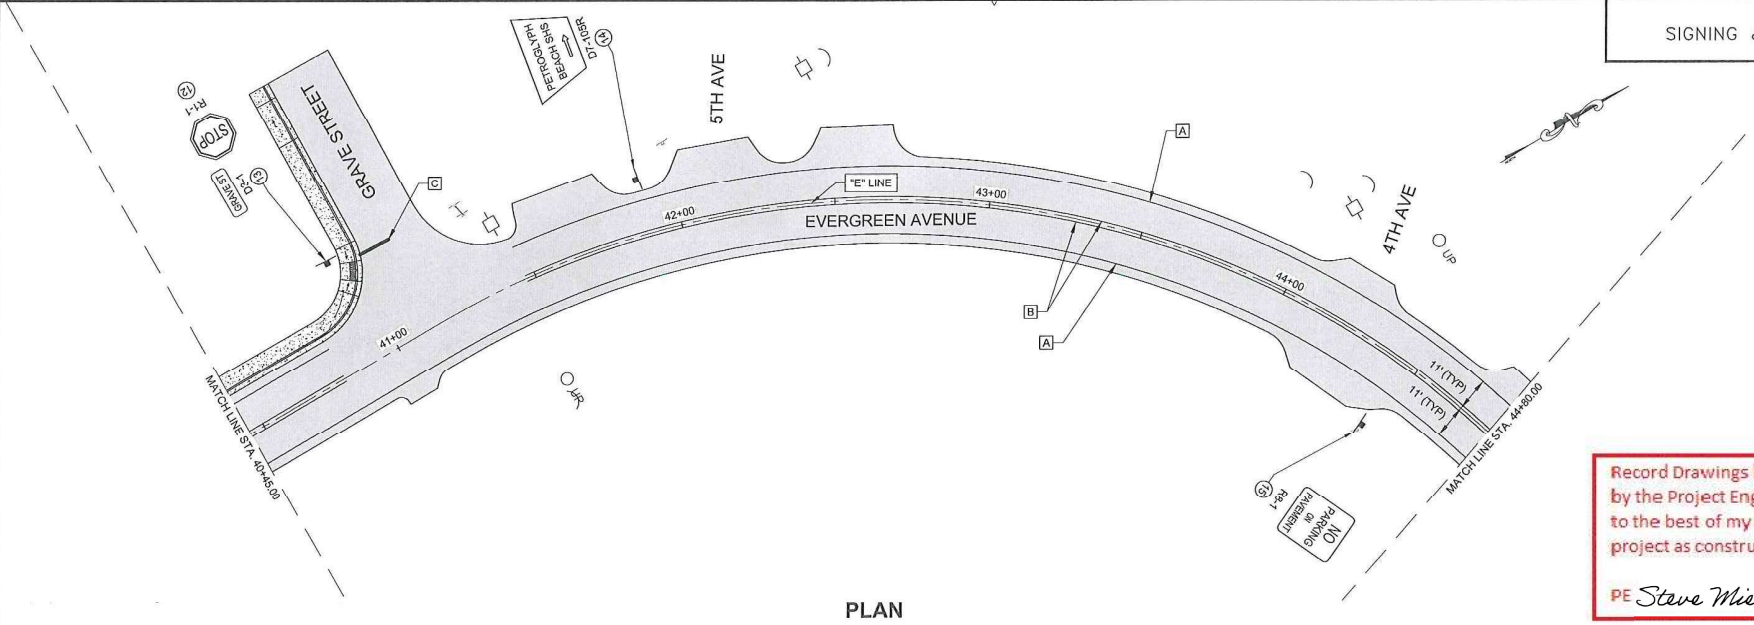 SIGNING
14
D7-105R
PETROGLYPH
BEACH SHS
5TH AVE
12
R1-1
STOP
13
D3-1
GRAVE ST
GRAVE STREET
C
A
"E" LINE
42+00
43+00
EVERGREEN AVENUE
4TH AVE
UP
44+00
B
A
41+00
11' (TYP)
11' (TYP)
MATCH LINE STA. 40+45.00
MATCH LINE STA. 44+80.00
15
R8-1
NO
PARKING
ON
PAVEMENT
Record Drawings
by the Project Eng
to the best of my
project as constru
PE Steve Mie
PLAN